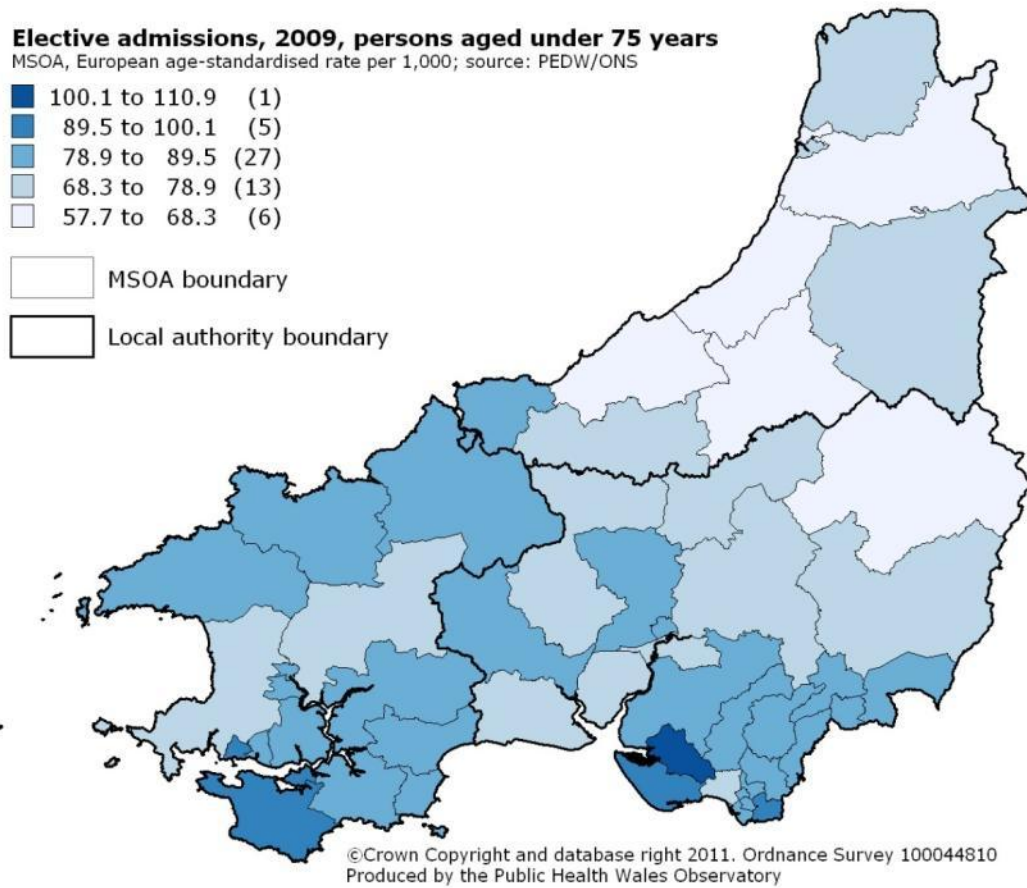 Elective admissions, 2009, persons aged under 75 years
MSOA, European age-standardised rate per 1,000; source: PEDW/ONS
100.1 to 110.9 (1)
89.5 to 100.1 (5)
78.9 to 89.5 (27)
68.3 to 78.9 (13)
57.7 to 68.3 (6)
MSOA boundary
Local authority boundary
©Crown Copyright and database right 2011. Ordnance Survey 100044810
Produced by the Public Health Wales Observatory